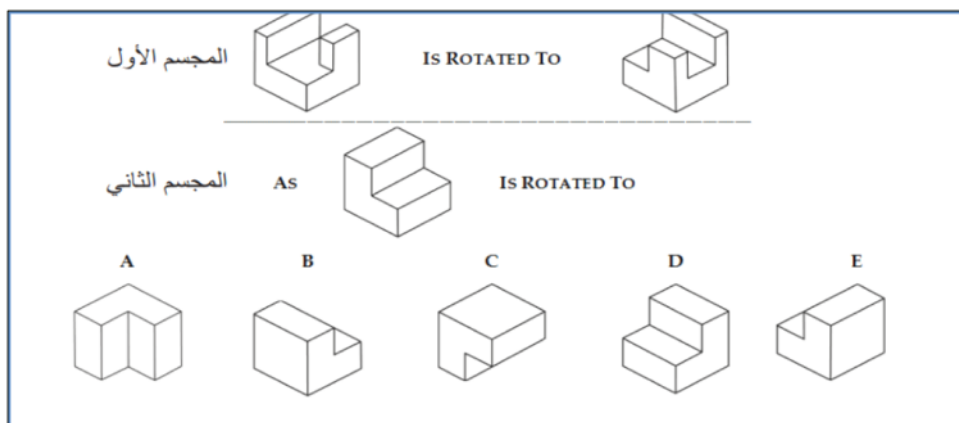 المجسم الأول IS ROTATED TO
المجسم الثاني AS IS ROTATED TO
A B C D E